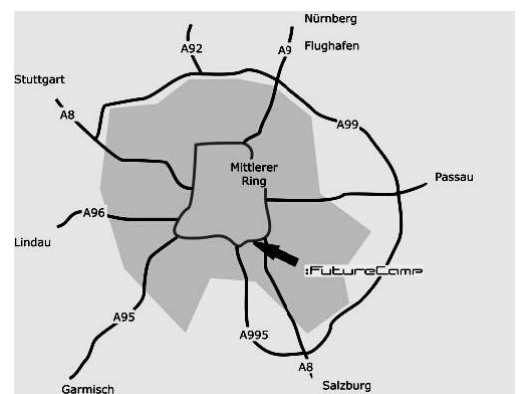 Nürnberg
A92
A9
Flughafen
Stuttgart
A8
A99
Mittlerer
Ring
Passau
A96
Lindau
:FutureCamp
A95
A995
A8
Garmisch
Salzburg